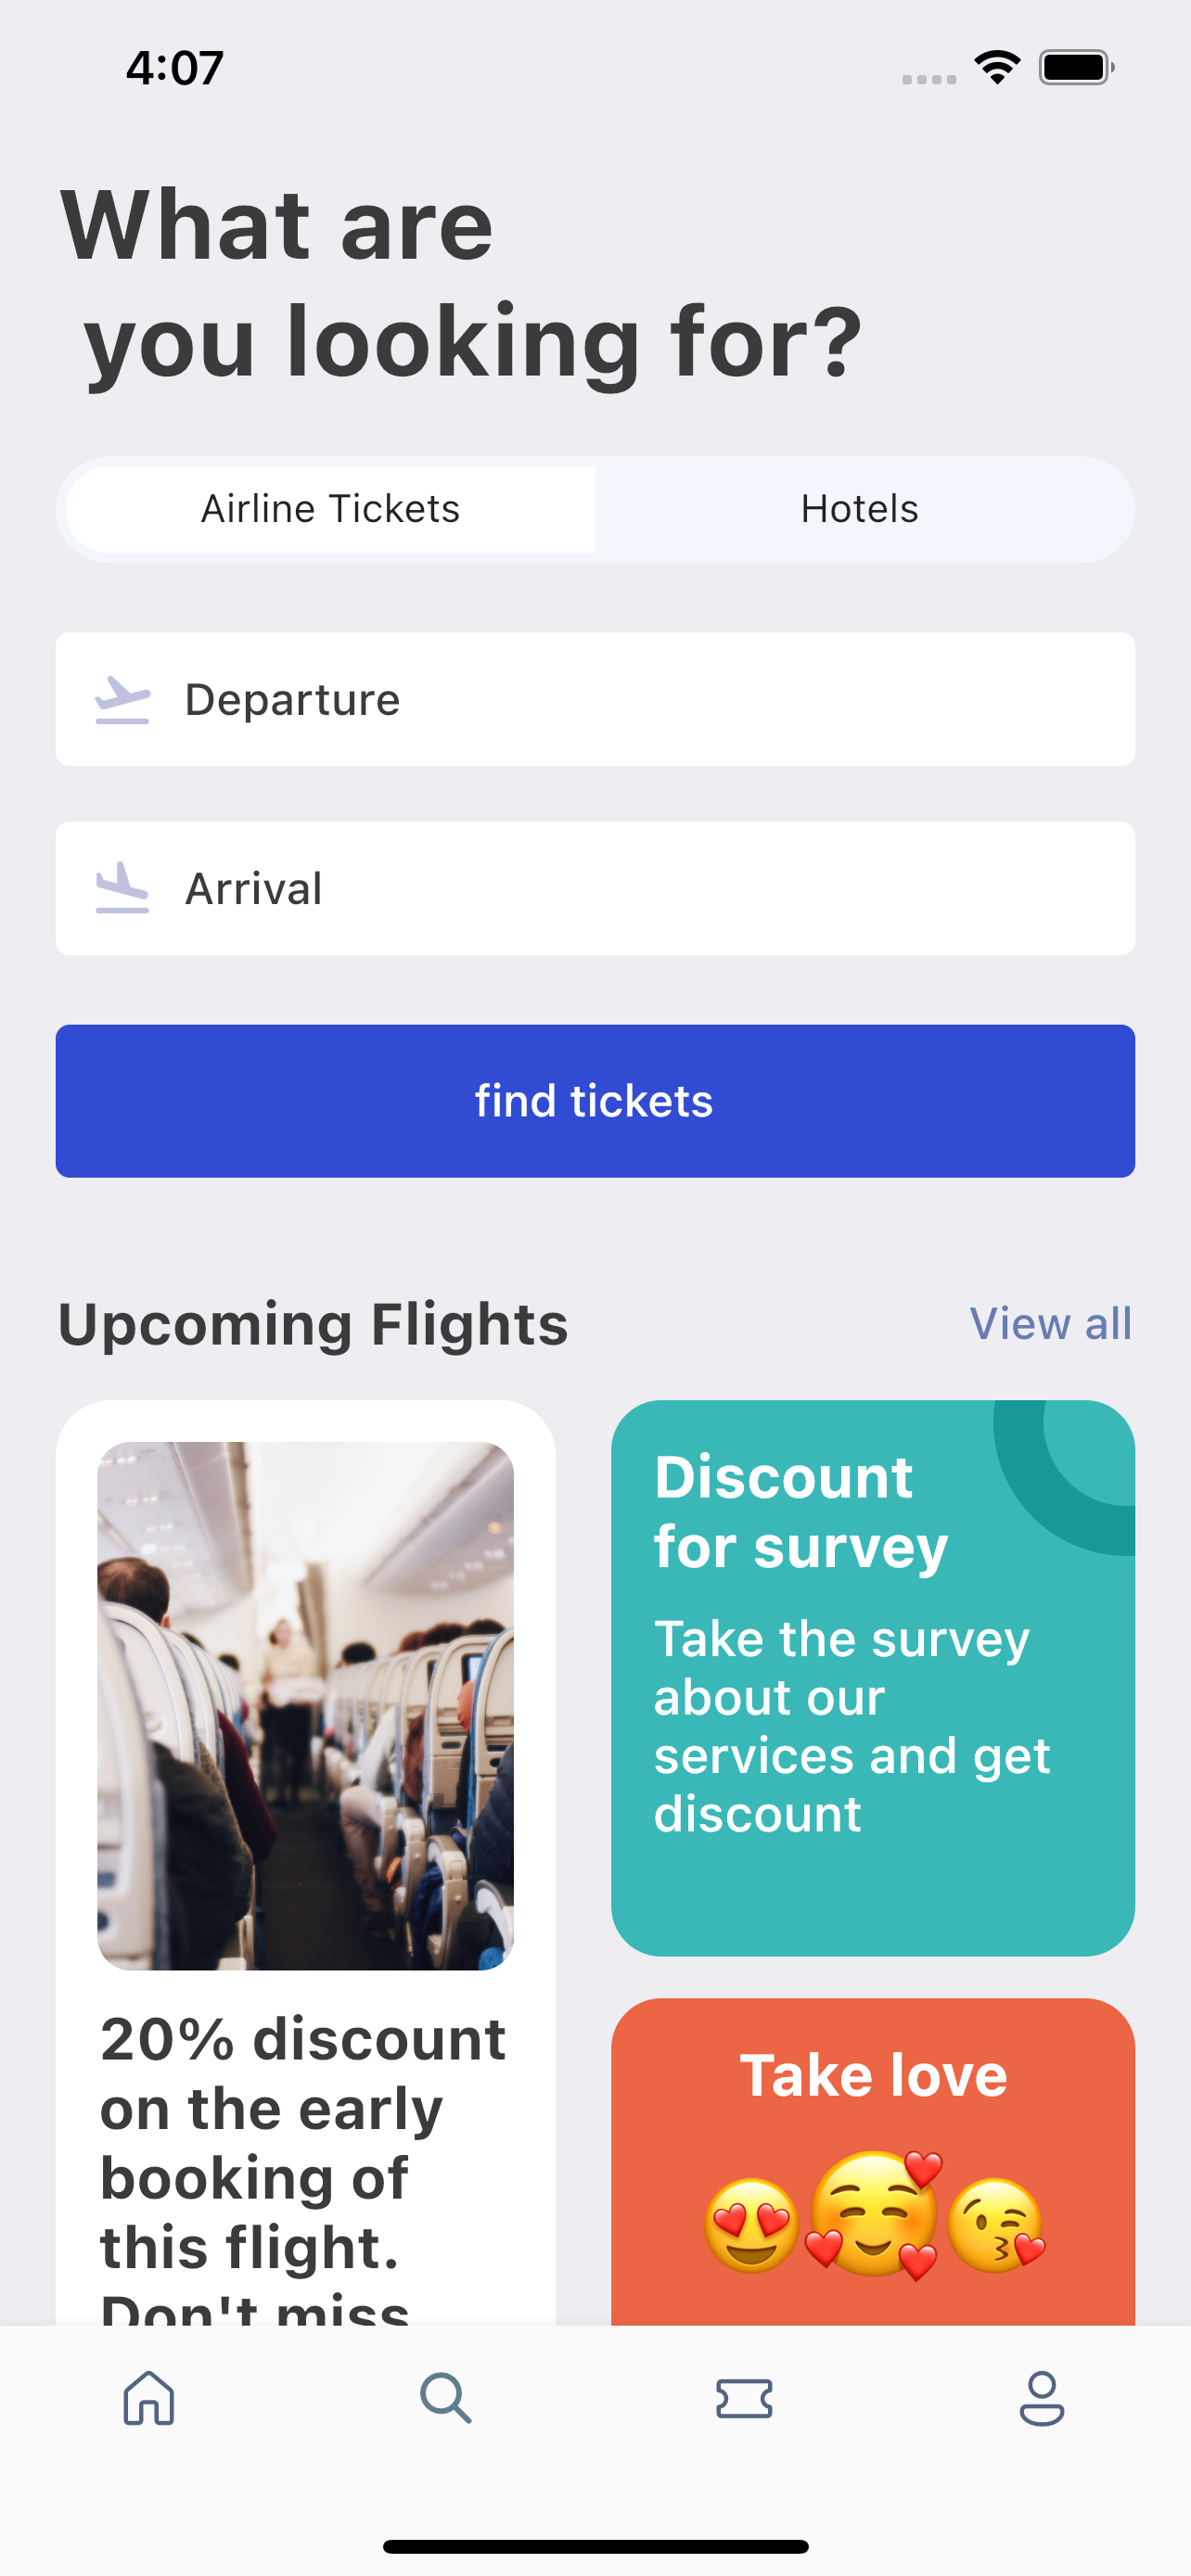 4:07
What are
you looking for?
Airline Tickets
Hotels
Departure
Arrival
find tickets
Upcoming Flights
View all
20% discount
on the early
booking of
this flight.
Don't miss
Discount
for survey
Take the survey
about our
services and get
discount
Take love